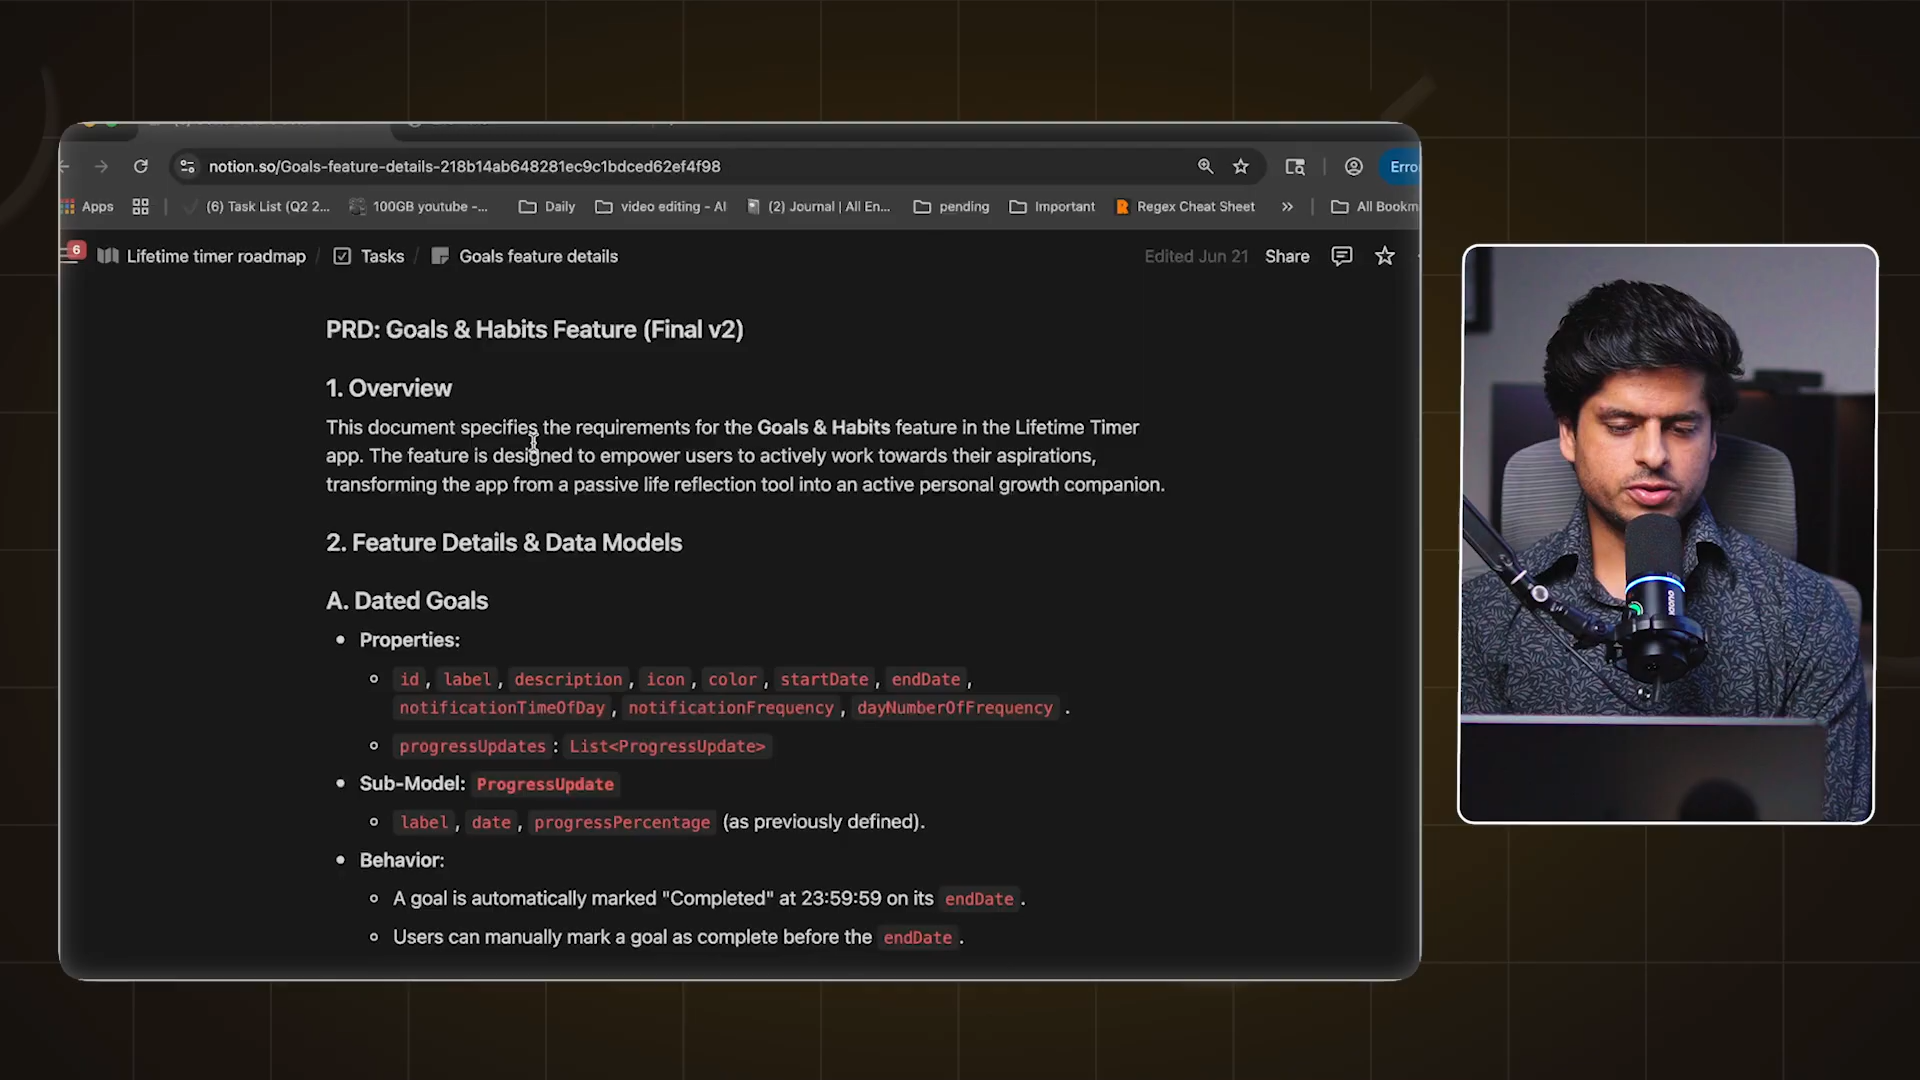 notion.so/Goals-feature-details-218b14ab648281ec9c1bdced62ef4f98
Erro
Apps
(6) Task List (Q2 2...
100GB youtube -...
Daily
video editing - AI
(2) Journal | All En...
pending
Important
Regex Cheat Sheet
»
All Bookm
6
Lifetime timer roadmap / Tasks / Goals feature details
Edited Jun 21
Share
PRD: Goals & Habits Feature (Final v2)
1. Overview
This document specifies the requirements for the Goals & Habits feature in the Lifetime Timer
app. The feature is designed to empower users to actively work towards their aspirations,
transforming the app from a passive life reflection tool into an active personal growth companion.
2. Feature Details & Data Models
A. Dated Goals
• Properties:
id, label, description, icon, color, startDate, endDate,
notificationTimeOfDay, notificationFrequency, dayNumberOfFrequency.
progressUpdates: List<ProgressUpdate>
• Sub-Model: ProgressUpdate
label, date, progressPercentage (as previously defined).
• Behavior:
A goal is automatically marked "Completed" at 23:59:59 on its endDate.
Users can manually mark a goal as complete before the endDate.